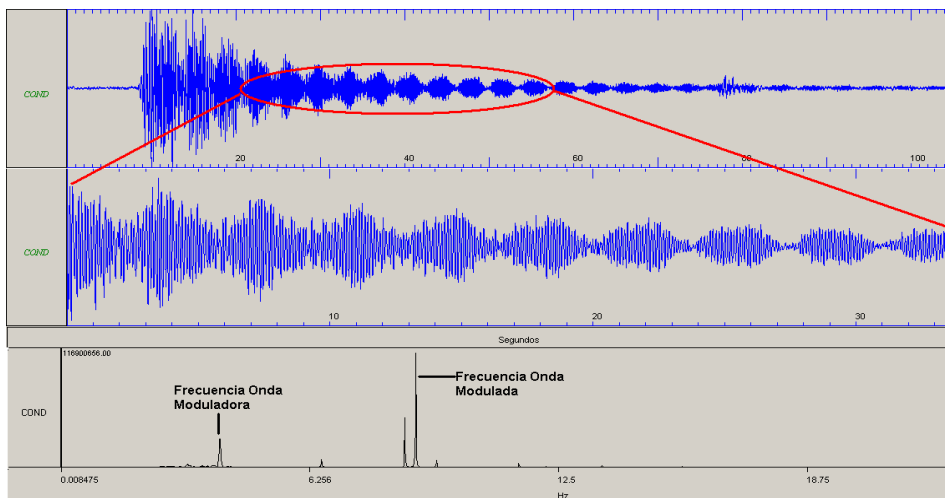 COND
20
40
60
80
100
COND
10
20
30
Segundos
116900656.00
Frecuencia Onda
Moduladora
Frecuencia Onda
Modulada
COND
0.008475
6.256
12.5
18.75
Hz